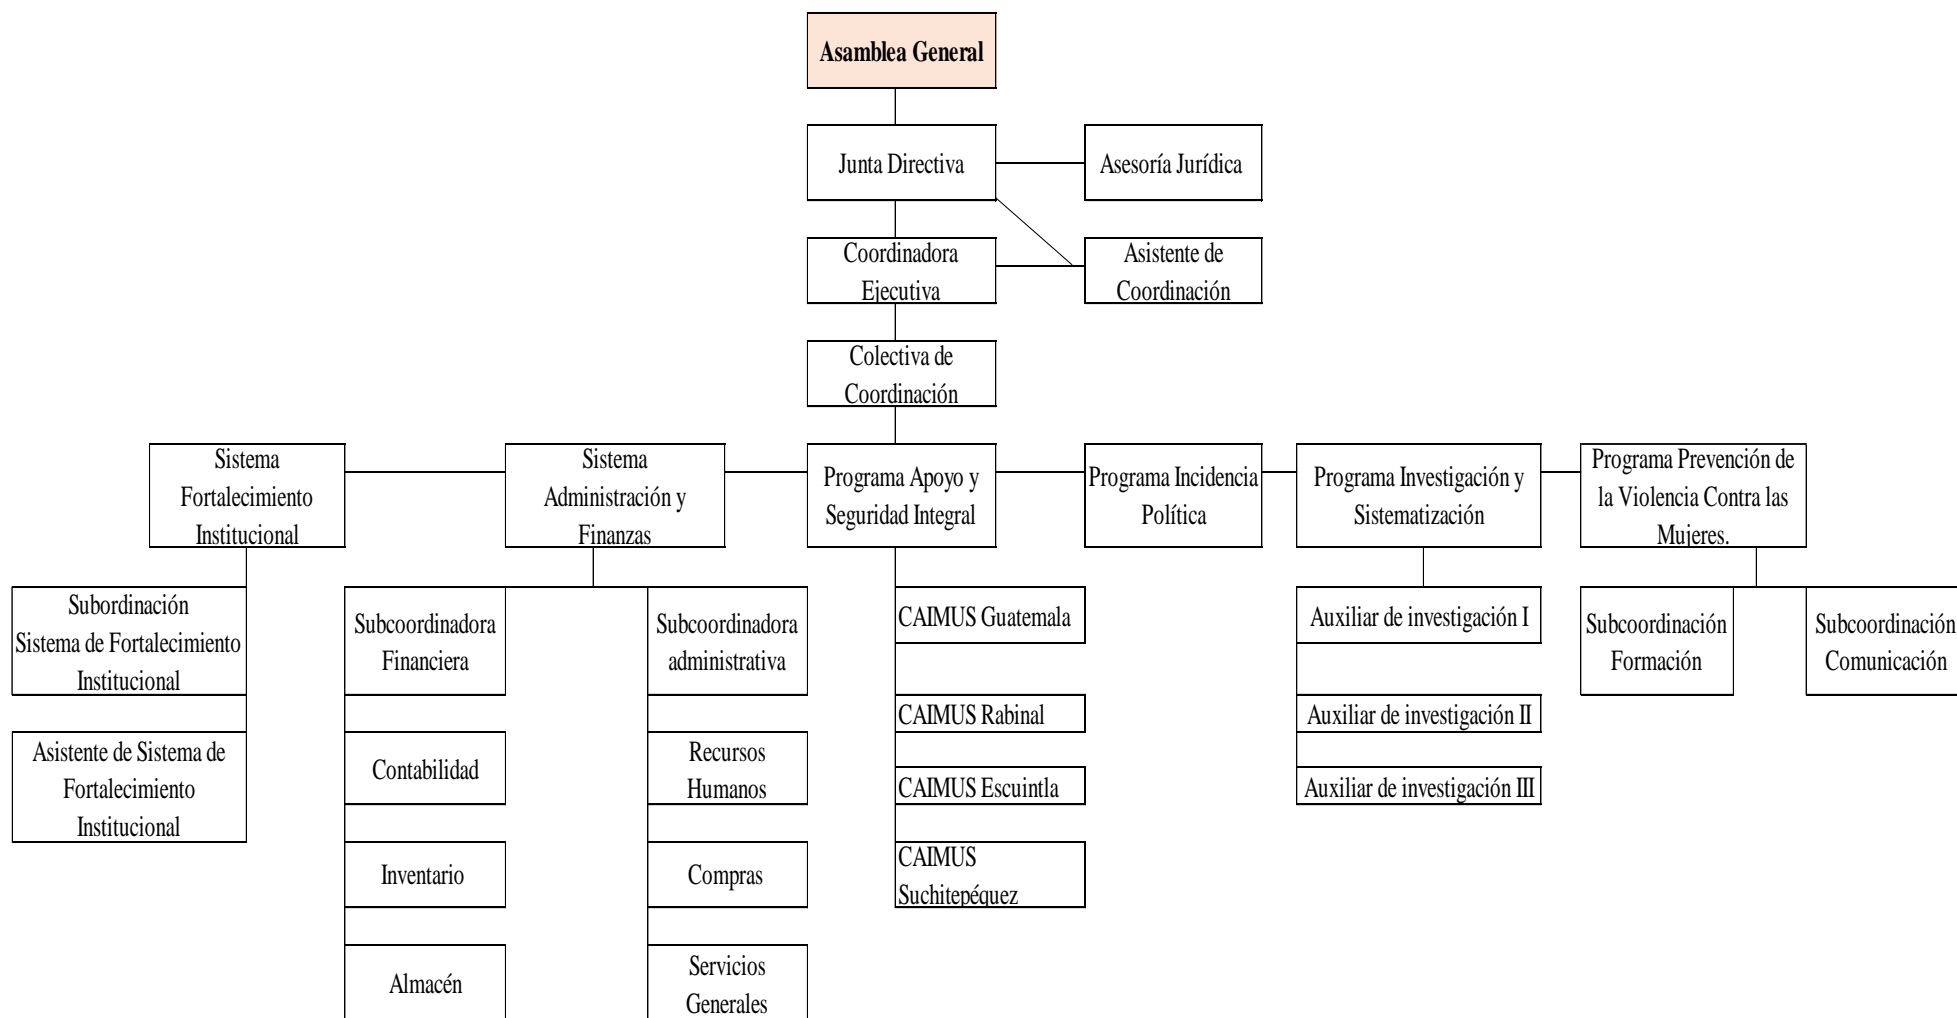 Asamblea General
Junta Directiva
Asesoría Jurídica
Coordinadora
Ejecutiva
Asistente de
Coordinación
Colectiva de
Coordinación
Sistema
Fortalecimiento
Institucional
Sistema
Administración y
Finanzas
Programa Apoyo y
Seguridad Integral
Programa Incidencia
Política
Programa Investigación y
Sistematización
Programa Prevención de
la Violencia Contra las
Mujeres.
Subordinación
Sistema de Fortalecimiento
Institucional
Asistente de Sistema de
Fortalecimiento
Institucional
Subcoordinadora
Financiera
Contabilidad
Inventario
Almacén
Subcoordinadora
administrativa
Recursos
Humanos
Compras
Servicios
Generales
CAIMUS Guatemala
CAIMUS Rabinal
CAIMUS Escuintla
CAIMUS
Suchitepéquez
Auxiliar de investigación I
Auxiliar de investigación II
Auxiliar de investigación III
Subcoordinación
Formación
Subcoordinación
Comunicación